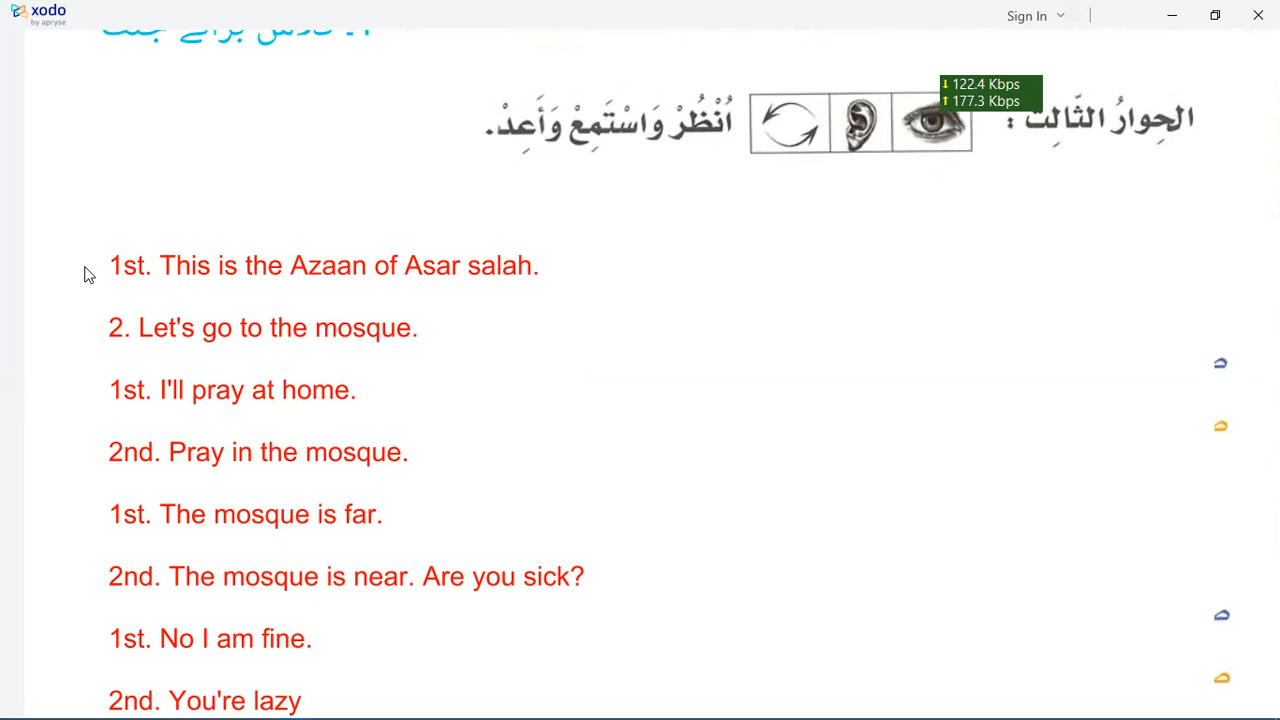 xodo
by apryse
Sign In
122.4 Kbps
177.3 Kbps
الحِوارُ الثّالِث :
اُنْظُرْ وَاسْتَمِعْ وَأَعِدْ.
1st. This is the Azaan of Asar salah.
2. Let's go to the mosque.
1st. I'll pray at home.
2nd. Pray in the mosque.
1st. The mosque is far.
2nd. The mosque is near. Are you sick?
1st. No I am fine.
2nd. You're lazy